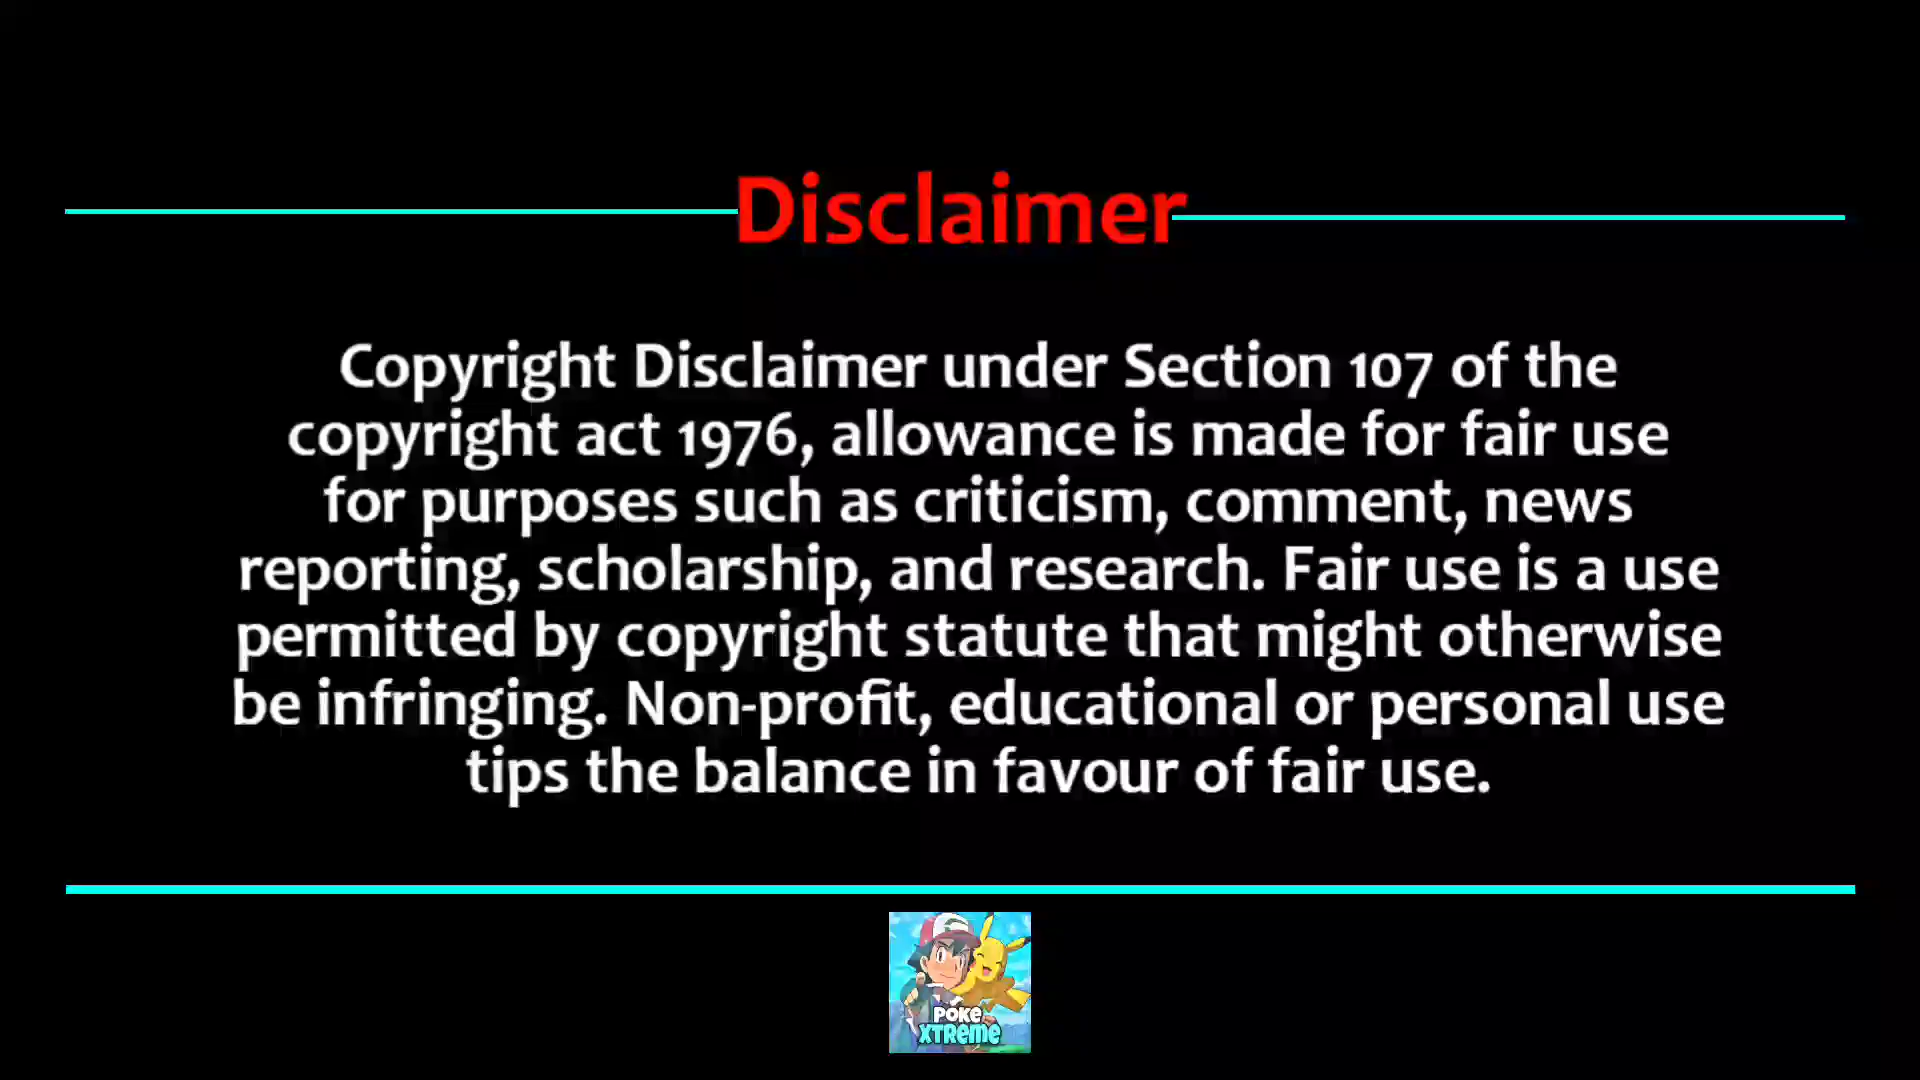 Disclaimer
Copyright Disclaimer under Section 107 of the
copyright act 1976, allowance is made for fair use
for purposes such as criticism, comment, news
reporting, scholarship, and research. Fair use is a use
permitted by copyright statute that might otherwise
be infringing. Non-profit, educational or personal use
tips the balance in favour of fair use.
POKE
XTREME